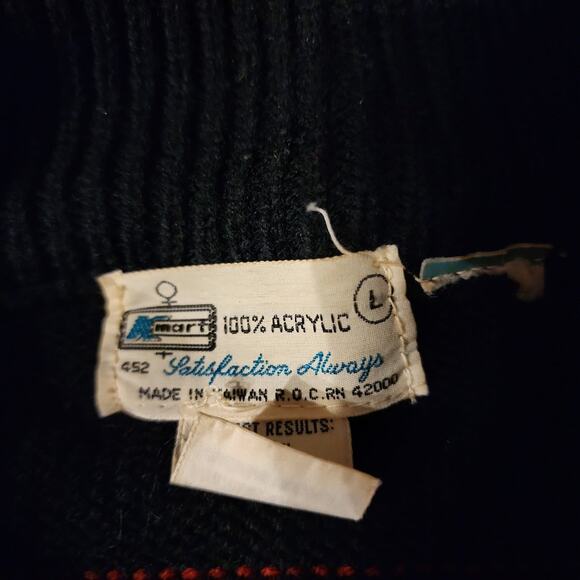 Kmart 100% ACRYLIC L
452 Satisfaction Always
MADE IN TAIWAN R.O.C. RN 42000
RESULTS: